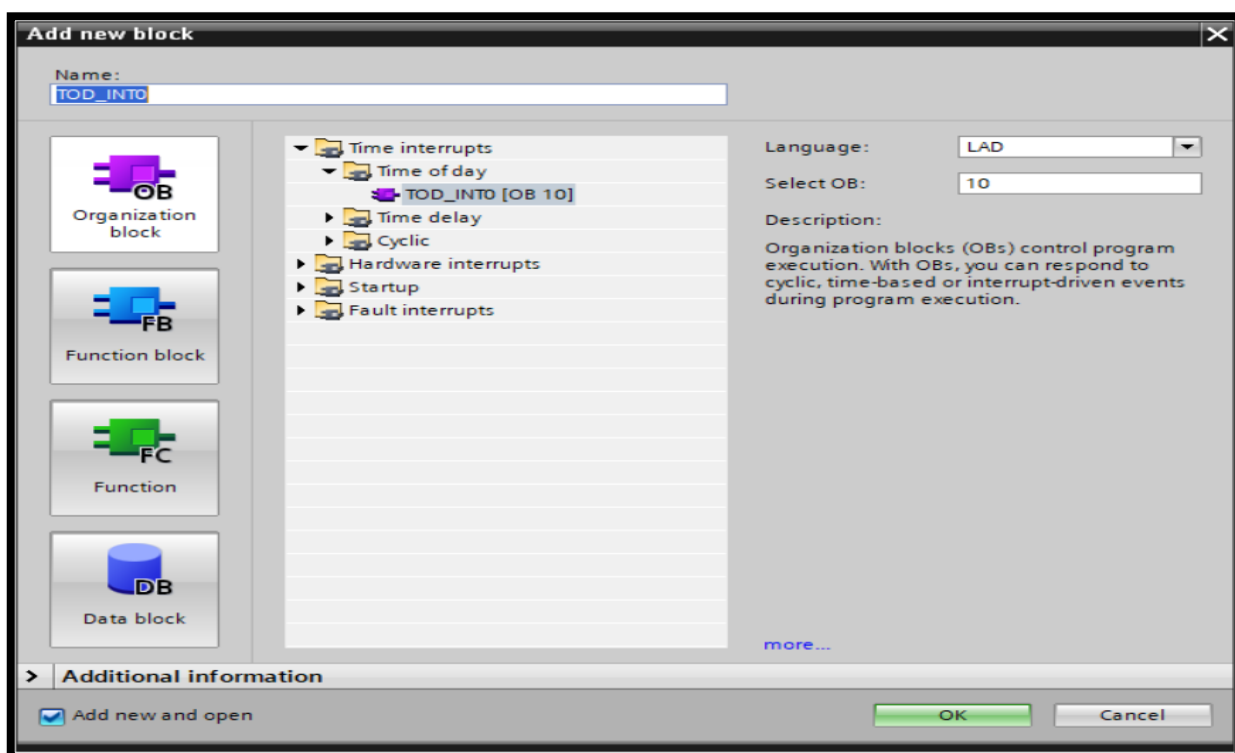 Add new block
Name:
TOD_INT0
OB
Organization
block
FB
Function block
FC
Function
DB
Data block
Time interrupts
Time of day
TOD_INT0 [OB 10]
Time delay
Cyclic
Hardware interrupts
Startup
Fault interrupts
Language:
LAD
Select OB:
10
Description:
Organization blocks (OBs) control program
execution. With OBs, you can respond to
cyclic, time-based or interrupt-driven events
during program execution.
more...
Additional information
Add new and open
OK
Cancel